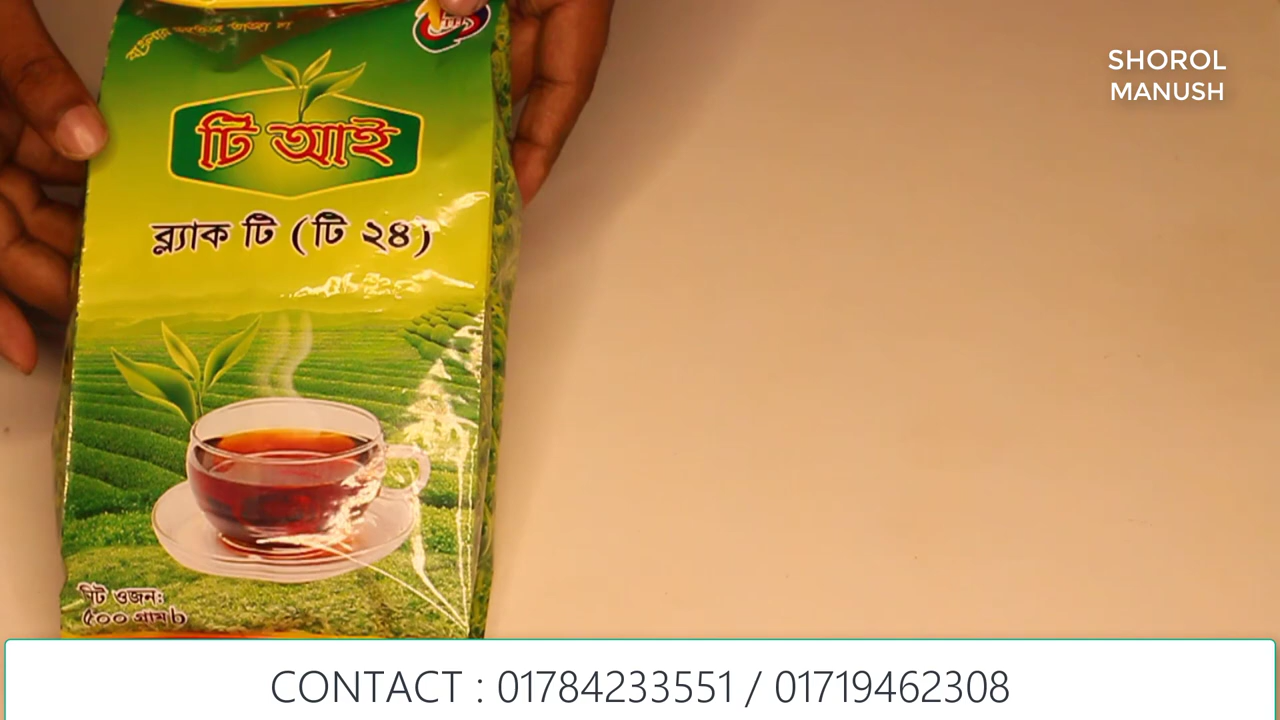 SHOROL
MANUSH
টি আই
ব্ল্যাক টি (টি ২৪)
নিট ওজন:
৫০০ গ্রাম
CONTACT : 01784233551 / 01719462308